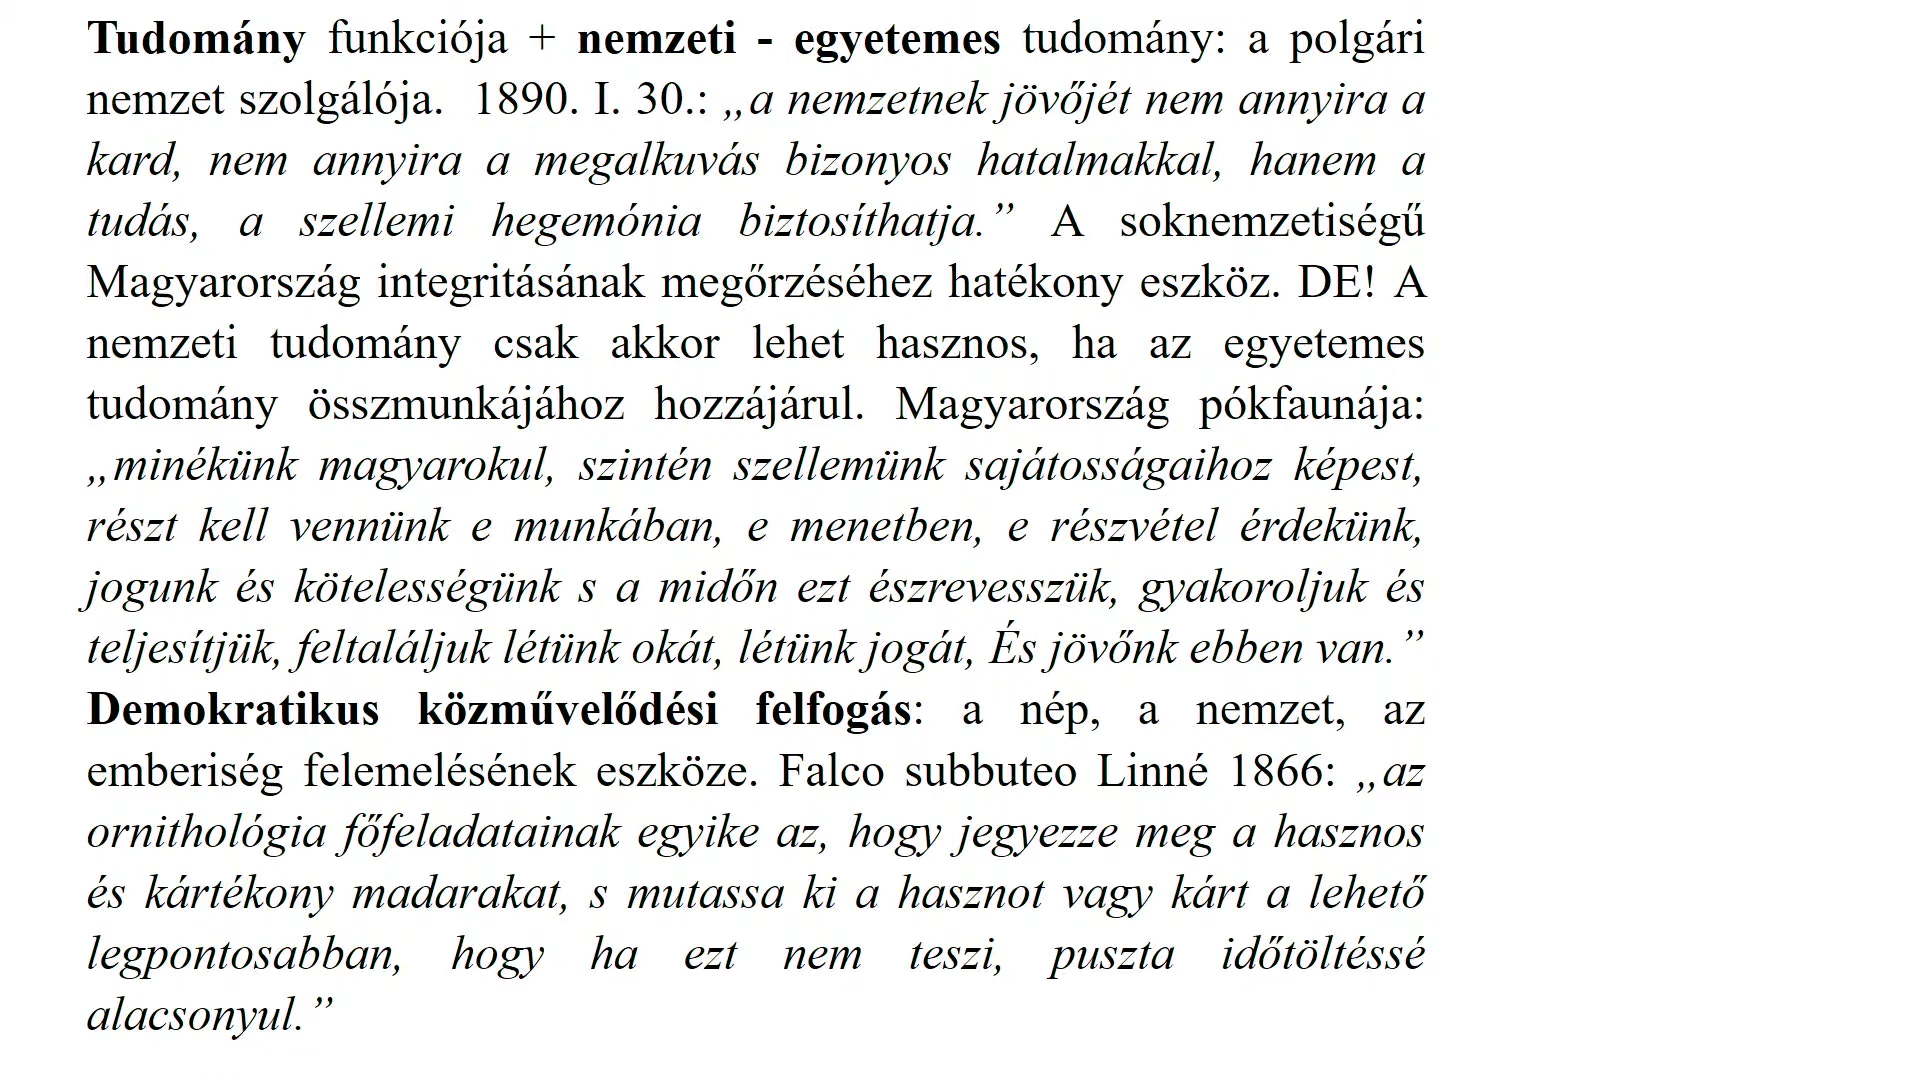 Tudomány funkciója + nemzeti - egyetemes tudomány: a polgári
nemzet szolgálója. 1890. I. 30.: „a nemzetnek jövőjét nem annyira a
kard, nem annyira a megalkuvás bizonyos hatalmakkal, hanem a
tudás, a szellemi hegemónia biztosíthatja.” A soknemzetiségű
Magyarország integritásának megőrzéséhez hatékony eszköz. DE! A
nemzeti tudomány csak akkor lehet hasznos, ha az egyetemes
tudomány összmunkájához hozzájárul. Magyarország pókfaunája:
„minékünk magyarokul, szintén szellemünk sajátosságaihoz képest,
részt kell vennünk e munkában, e menetben, e részvétel érdekünk,
jogunk és kötelességünk s a midőn ezt észrevesszük, gyakoroljuk és
teljesítjük, feltaláljuk létünk okát, létünk jogát, És jövőnk ebben van.”
Demokratikus közművelődési felfogás: a nép, a nemzet, az
emberiség felemelésének eszköze. Falco subbuteo Linné 1866: „az
ornithológia főfeladatainak egyike az, hogy jegyezze meg a hasznos
és kártékony madarakat, s mutassa ki a hasznot vagy kárt a lehető
legpontosabban, hogy ha ezt nem teszi, puszta időtöltéssé
alacsonyul.”